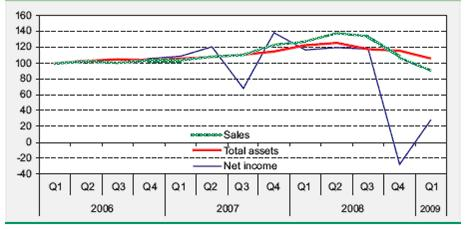 160
140
120
100
80
60
40
20
0
-20
-40
Sales
Total assets
Net income
Q1 Q2 Q3 Q4 Q1 Q2 Q3 Q4 Q1 Q2 Q3 Q4 Q1
2006 2007 2008 2009